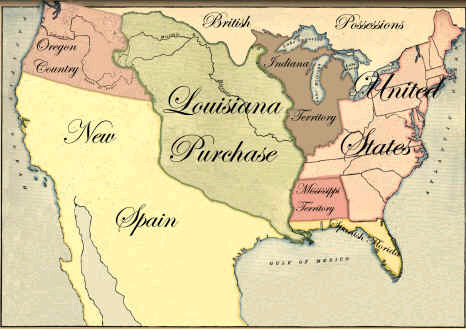 British Possessions
Oregon
Country
Indiana
United
Louisiana
Territory
New
States
Purchase
Mississippi
Territory
Spain
Spanish Florida
GULF OF MEXICO